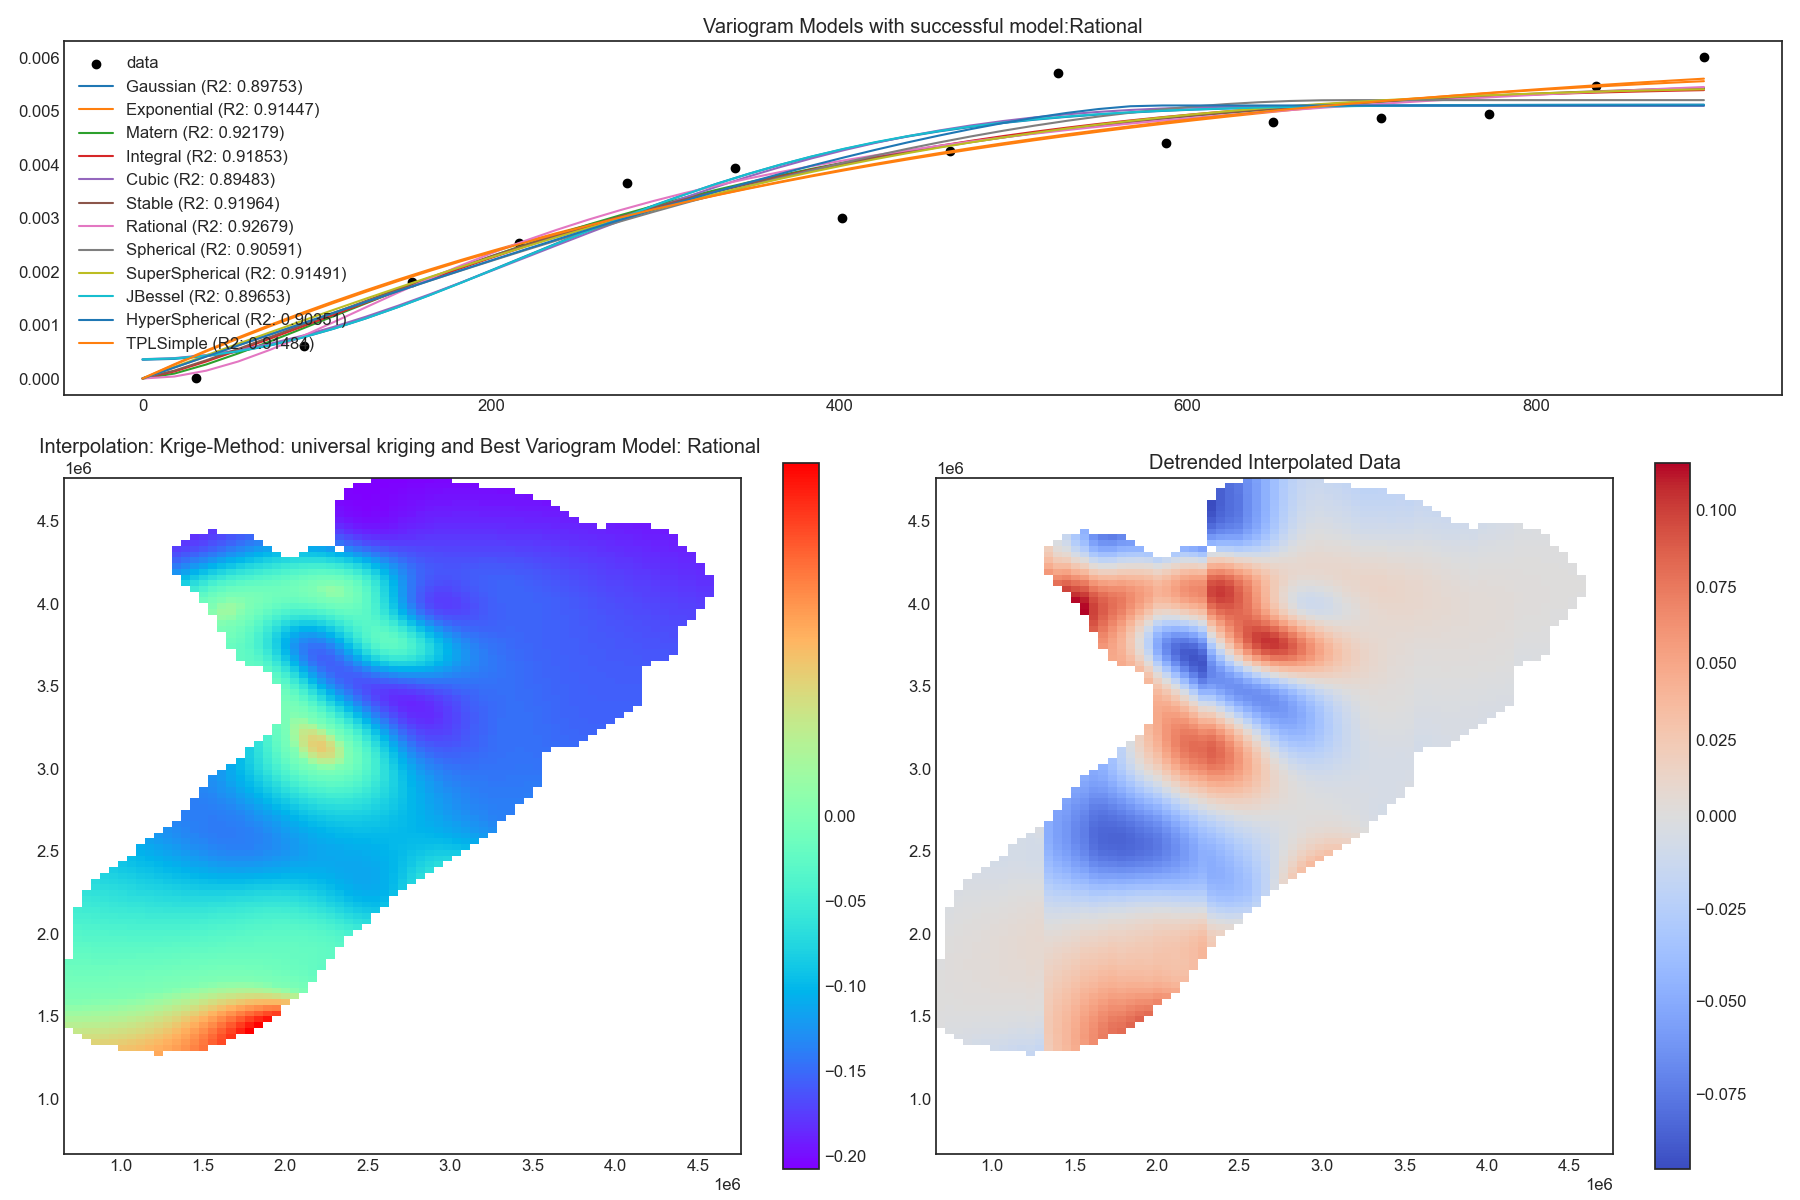 Variogram Models with successful model:Rational
0.006
0.005
0.004
0.003
0.002
0.001
0.000
data
Gaussian (R2: 0.89753)
Exponential (R2: 0.91447)
Matern (R2: 0.92179)
Integral (R2: 0.91853)
Cubic (R2: 0.89483)
Stable (R2: 0.91964)
Rational (R2: 0.92679)
Spherical (R2: 0.90591)
SuperSpherical (R2: 0.91491)
JBessel (R2: 0.89653)
HyperSpherical (R2: 0.90351)
TPLSimple (R2: 0.91484)
0 200 400 600 800
Interpolation: Krige-Method: universal kriging and Best Variogram Model: Rational
1e6
4.5
4.0
3.5
3.0
2.5
2.0
1.5
1.0
1.0 1.5 2.0 2.5 3.0 3.5 4.0 4.5
1e6
0.00
−0.05
−0.10
−0.15
−0.20
Detrended Interpolated Data
1e6
4.5
4.0
3.5
3.0
2.5
2.0
1.5
1.0
1.0 1.5 2.0 2.5 3.0 3.5 4.0 4.5
1e6
0.100
0.075
0.050
0.025
0.000
−0.025
−0.050
−0.075